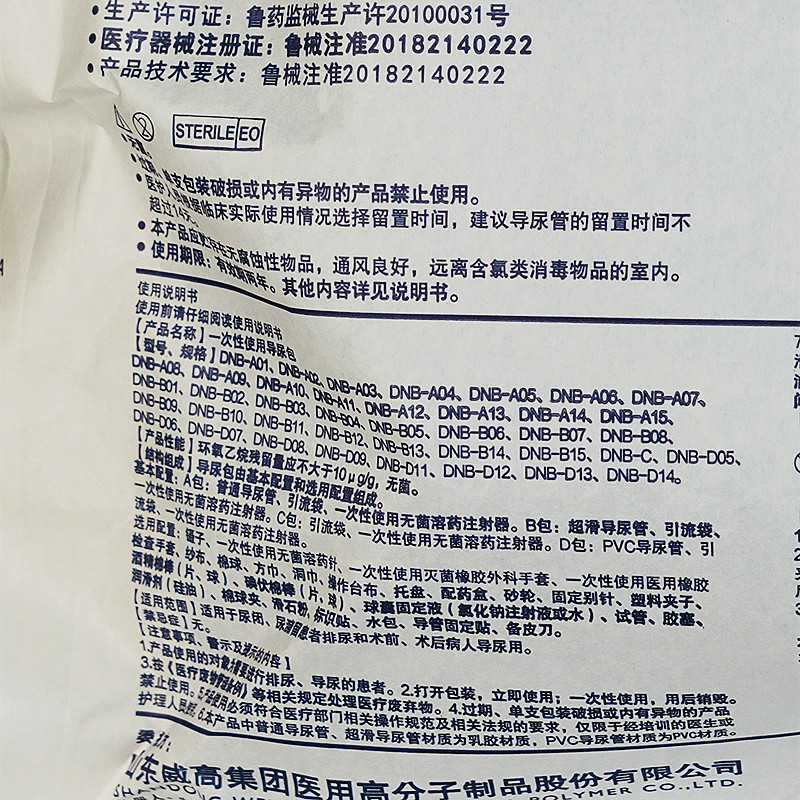 •生产许可证：鲁药监械生产许20100031号
•医疗器械注册证：鲁械注准20182140222
•产品技术要求：鲁械注准20182140222
STERILE EO
单支包装破损或内有异物的产品禁止使用。
•医护人员根据临床实际使用情况选择留置时间，建议导尿管的留置时间不
超过14
•本产品应贮存在无腐蚀性物品，通风良好，远离含氯类消毒物品的室内。
•使用期限：有效期两年。其他内容详见说明书。
使用说明书
使用前请仔细阅读使用说明书
【产品名称】一次性使用导尿包
【型号、规格】DNB-A01、DNB-A02、DNB-A03、DNB-A04、DNB-A05、DNB-A06、DNB-A07、
DNB-A08、DNB-A09、DNB-A10、DNB-A11、DNB-A12、DNB-A13、DNB-A14、DNB-A15、
DNB-B01、DNB-B02、DNB-B03、DNB-B04、DNB-B05、DNB-B06、DNB-B07、DNB-B08、
DNB-B09、DNB-B10、DNB-B11、DNB-B12、DNB-B13、DNB-B14、DNB-B15、DNB-C、DNB-D05、
DNB-D06、DNB-D07、DNB-D08、DNB-D09、DNB-D11、DNB-D12、DNB-D13、DNB-D14。
【产品性能】环氧乙烷残留量应不大于10μg/g，无菌。
【结构组成】导尿包由基本配置和选用配置组成。
基本配置：A包：普通导尿管、引流袋、一次性使用无菌溶药注射器。B包：超滑导尿管、引流袋、
一次性使用无菌溶药注射器。C包：引流袋、一次性使用无菌溶药注射器。D包：PVC导尿管、引
流袋、一次性使用无菌溶药注射器。
选用配置：镊子、一次性使用无菌溶药针、一次性使用灭菌橡胶外科手套、一次性使用医用橡胶
检查手套、纱布、棉球、方巾、洞巾、操作台布、托盘、配药盒、砂轮、固定别针、塑料夹子、
酒精棉棒（片、球）、碘伏棉棒（片、球）、球囊固定液（氯化钠注射液或水）、试管、胶塞、
润滑剂（硅油）、棉球夹、滑石粉、标识贴、水包、导管固定贴、备皮刀。
【适用范围】适用于尿闭、尿潴留患者排尿和术前、术后病人导尿用。
【禁忌症】无。
【注意事项、警示及提示的内容】
1.产品使用的对象为需要进行排尿、导尿的患者。2.打开包装，立即使用；一次性使用，用后销毁。
3.按《医疗废物管理条例》等相关规定处理医疗废弃物。4.过期、单支包装破损或内有异物的产品
禁止使用。5.产品使用必须符合医疗部门相关操作规范及相关法规的要求，仅限于经培训的医生或
护理人员使用。6.本产品中普通导尿管、超滑导尿管材质为乳胶材质，PVC导尿管材质为PVC材质。
山东威高集团医用高分子制品股份有限公司
POLYMER CO.,LTD.